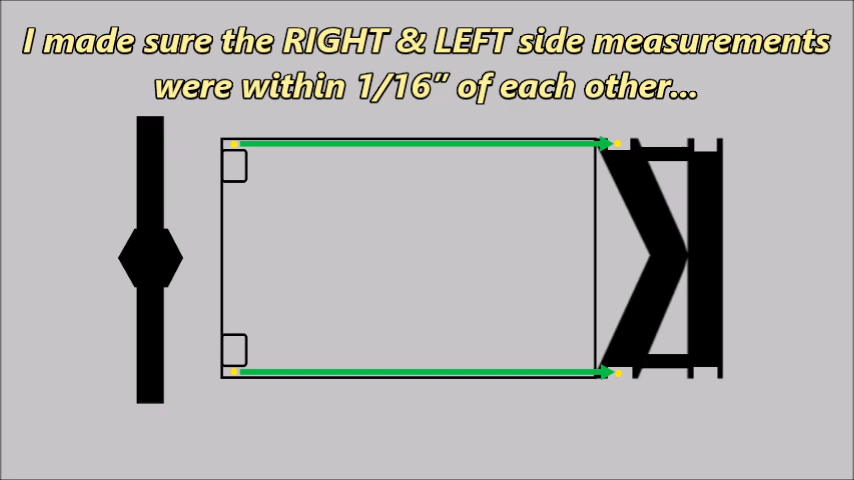 I made sure the RIGHT & LEFT side measurements
were within 1/16” of each other...